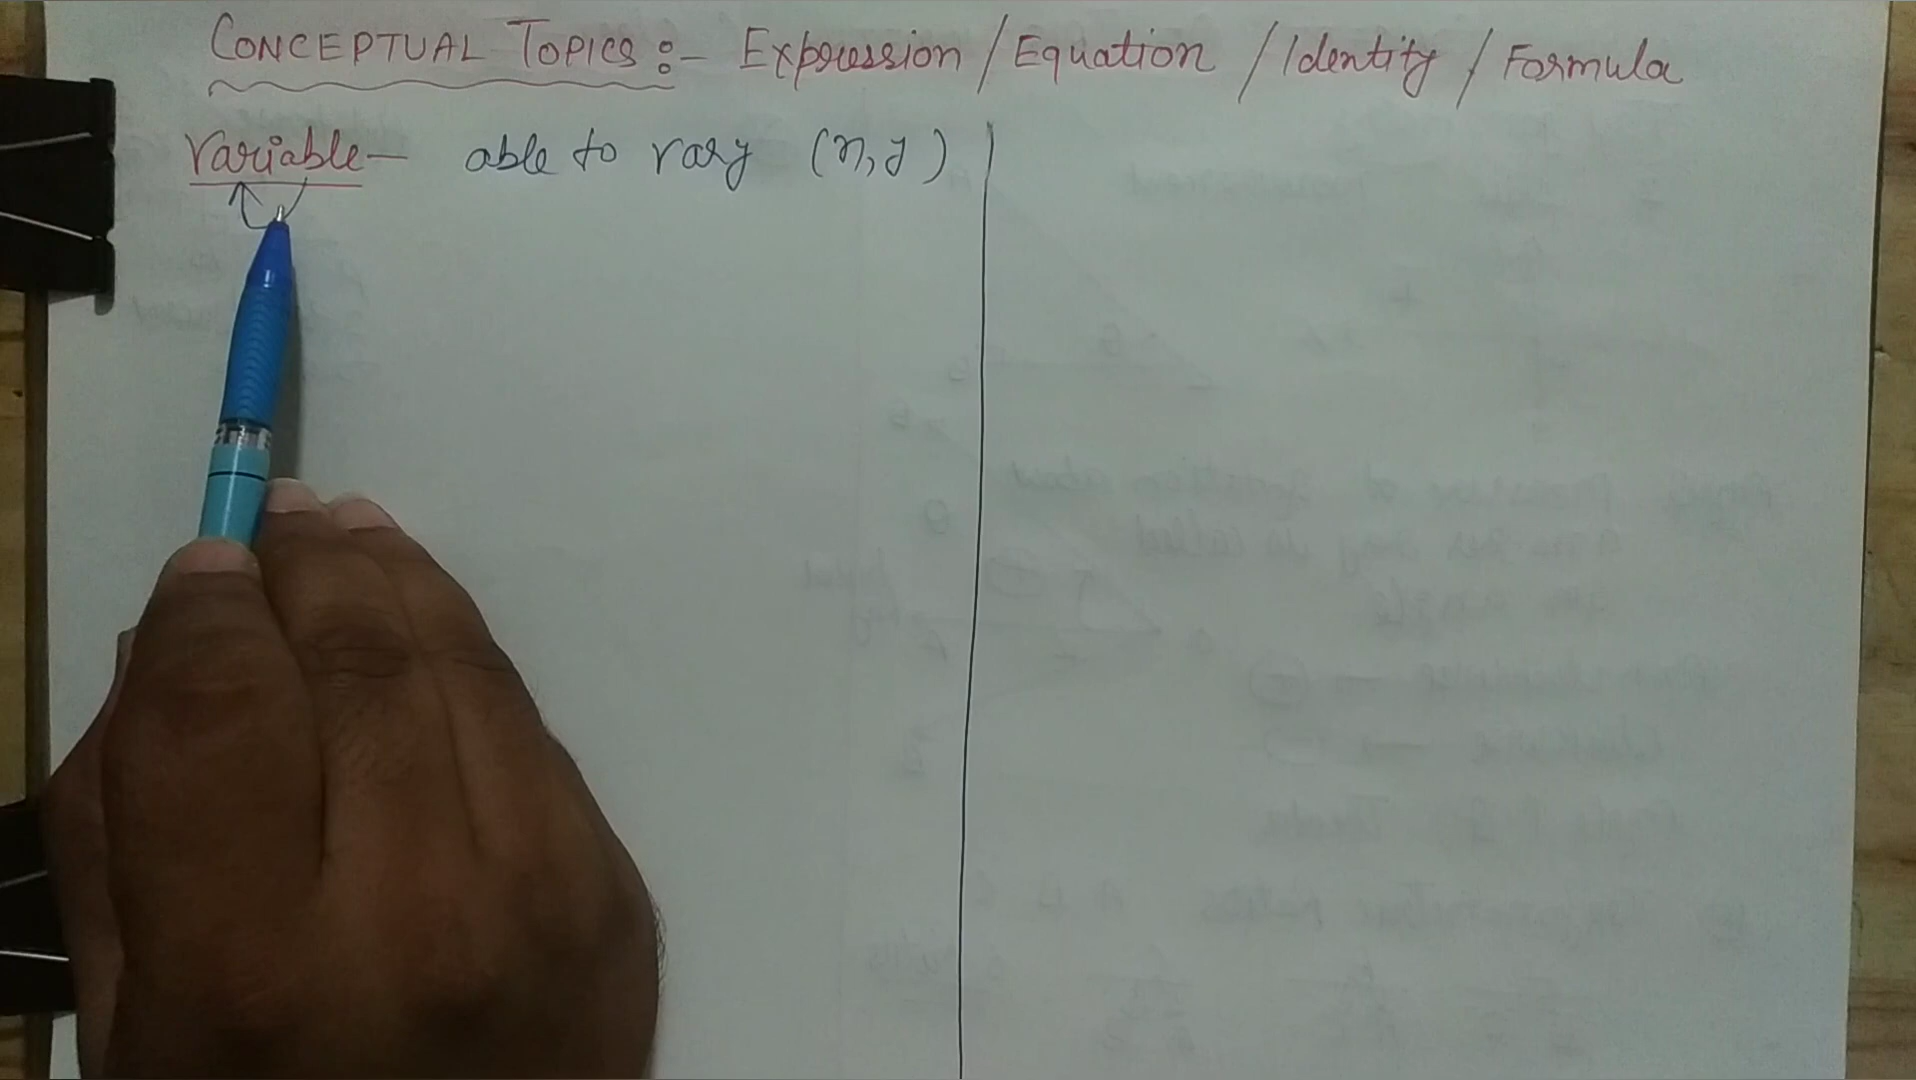 CONCEPTUAL TOPICS :- Expression / Equation / Identity / Formula
Variable - able to vary (x, y)